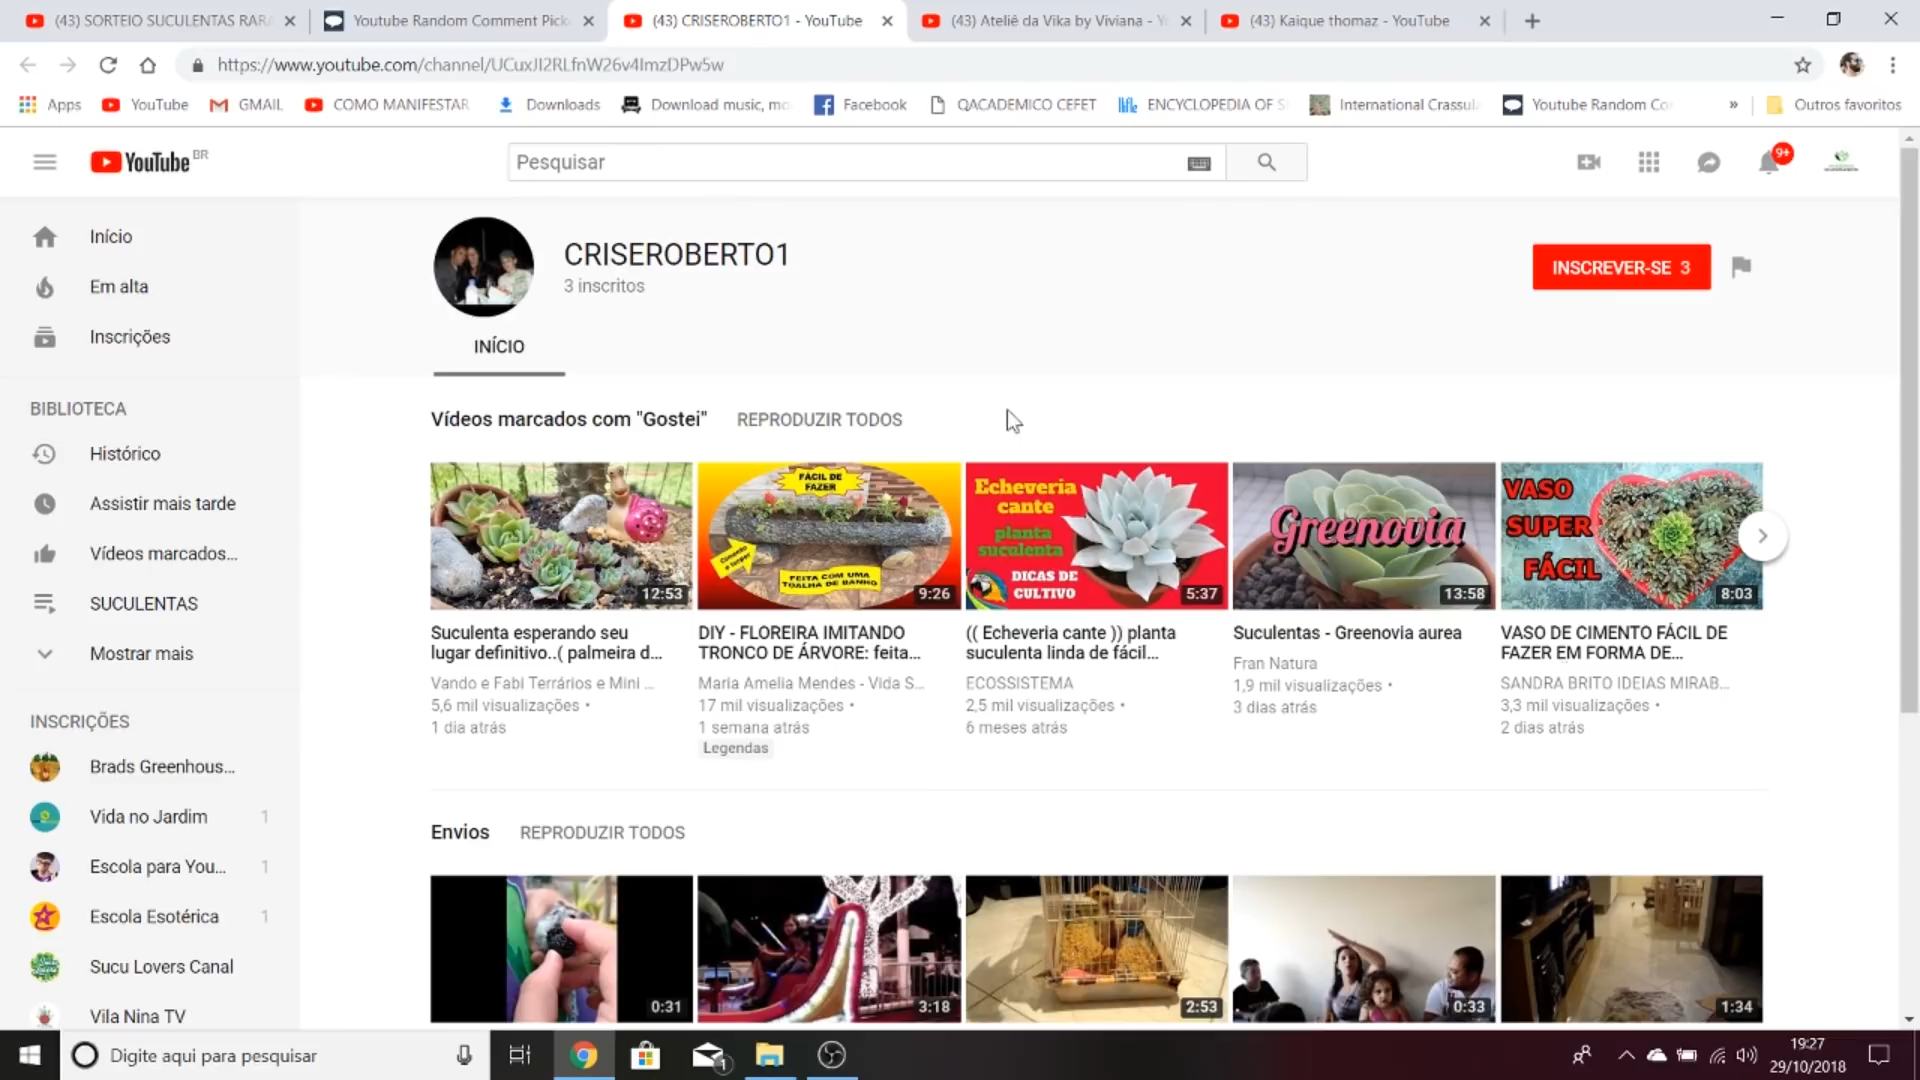 (43) SORTEIO SUCULENTAS RARA
Youtube Random Comment Pick
(43) CRISEROBERTO1 - YouTube
(43) Ateliê da Vika by Viviana - Y
(43) Kaique thomaz - YouTube
https://www.youtube.com/channel/UCuxJI2RLfnW26v4ImzDPw5w
Apps
YouTube
GMAIL
COMO MANIFESTAR
Downloads
Download music, mo
Facebook
QACADEMICO CEFET
ENCYCLOPEDIA OF S
International Crassula
Youtube Random Co
»
Outros favoritos
YouTube BR
Pesquisar
9+
Início
Em alta
Inscrições
BIBLIOTECA
Histórico
Assistir mais tarde
Vídeos marcados...
SUCULENTAS
Mostrar mais
INSCRIÇÕES
Brads Greenhous...
Vida no Jardim 1
Escola para You... 1
Escola Esotérica 1
Sucu Lovers Canal
Vila Nina TV
CRISEROBERTO1
3 inscritos
INSCREVER-SE 3
INÍCIO
Vídeos marcados com "Gostei" REPRODUZIR TODOS
12:53
Suculenta esperando seu
lugar definitivo..( palmeira d...
Vando e Fabi Terrários e Mini ...
5,6 mil visualizações •
1 dia atrás
FÁCIL DE
FAZER
FEITA COM UMA
TOALHA DE BANHO
9:26
DIY - FLOREIRA IMITANDO
TRONCO DE ÁRVORE: feita...
Maria Amelia Mendes - Vida S...
17 mil visualizações •
1 semana atrás
Legendas
Echeveria
cante
planta
suculenta
DICAS DE
CULTIVO
5:37
(( Echeveria cante )) planta
suculenta linda de fácil...
ECOSSISTEMA
2,5 mil visualizações •
6 meses atrás
Greenovia
13:58
Suculentas - Greenovia aurea
Fran Natura
1,9 mil visualizações •
3 dias atrás
VASO
SUPER
FÁCIL
8:03
VASO DE CIMENTO FÁCIL DE
FAZER EM FORMA DE...
SANDRA BRITO IDEIAS MIRAB...
3,3 mil visualizações •
2 dias atrás
Envios REPRODUZIR TODOS
0:31
3:18
2:53
0:33
1:34
Digite aqui para pesquisar
1
19:27
29/10/2018